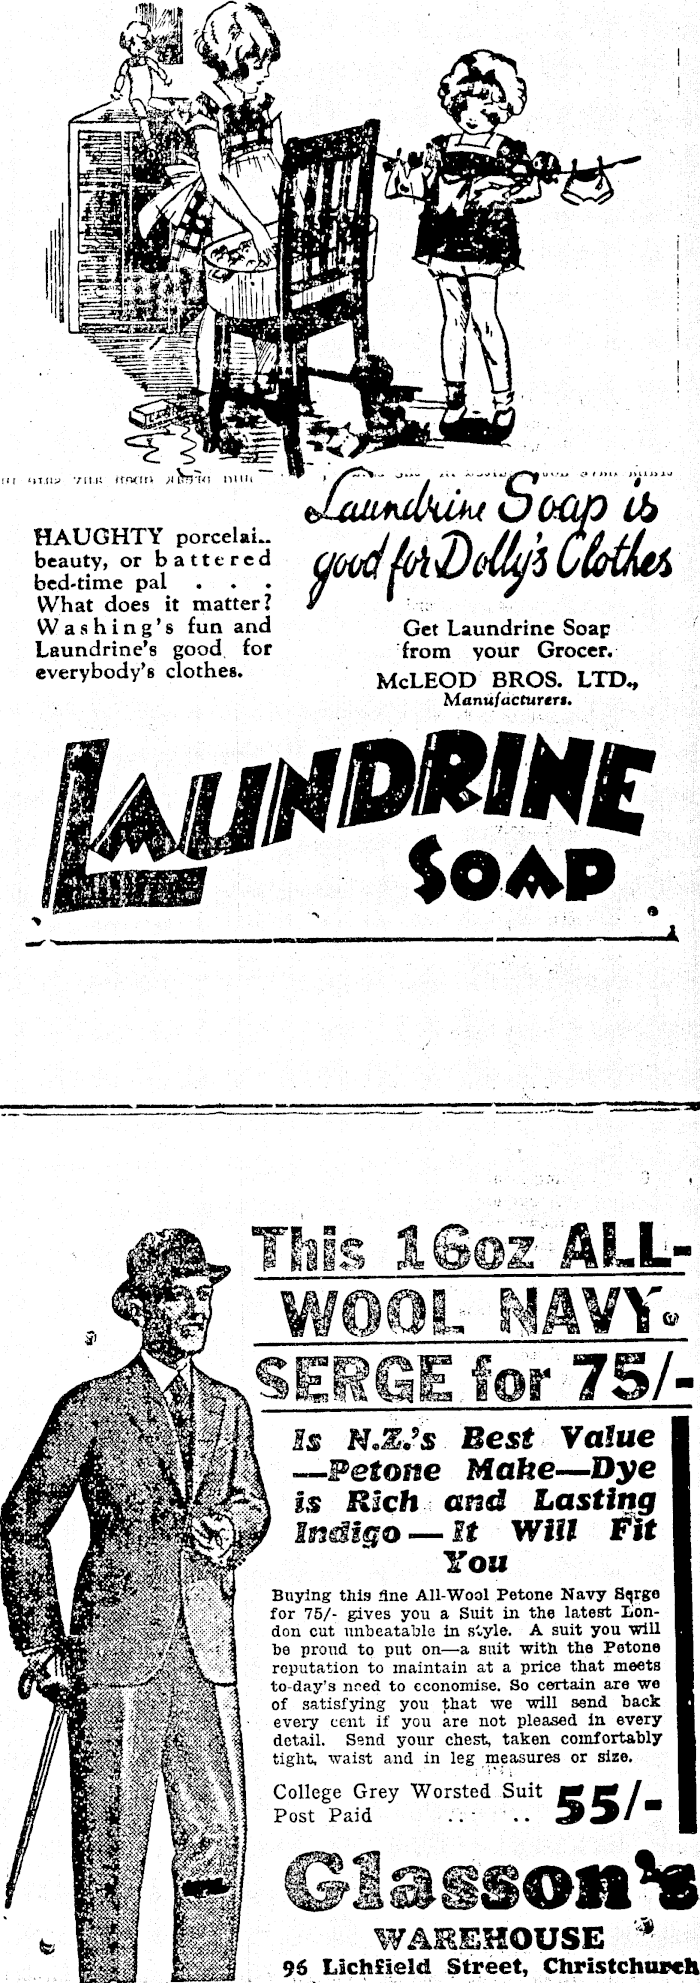 Laundrine Soap is
good for Dolly's Clothes
HAUGHTY porcelai..
beauty, or battered
bed-time pal . . .
What does it matter?
Washing's fun and
Laundrine's good for
everybody's clothes.
Get Laundrine Soap
from your Grocer.
McLEOD BROS. LTD.,
Manufacturers.
LAUNDRINE
SOAP
This 16oz ALL-
WOOL NAVY
SERGE for 75/-
Is N.Z.'s Best Value
—Petone Make—Dye
is Rich and Lasting
Indigo—It Will Fit
You
Buying this fine All-Wool Petone Navy Serge
for 75/- gives you a Suit in the latest Lon-
don cut unbeatable in style. A suit you will
be proud to put on—a suit with the Petone
reputation to maintain at a price that meets
to-day's need to economise. So certain are we
of satisfying you that we will send back
every cent if you are not pleased in every
detail. Send your chest, taken comfortably
tight, waist and in leg measures or size.
College Grey Worsted Suit
Post Paid .. .. 55/-
Glasson's
WAREHOUSE
96 Lichfield Street, Christchurch